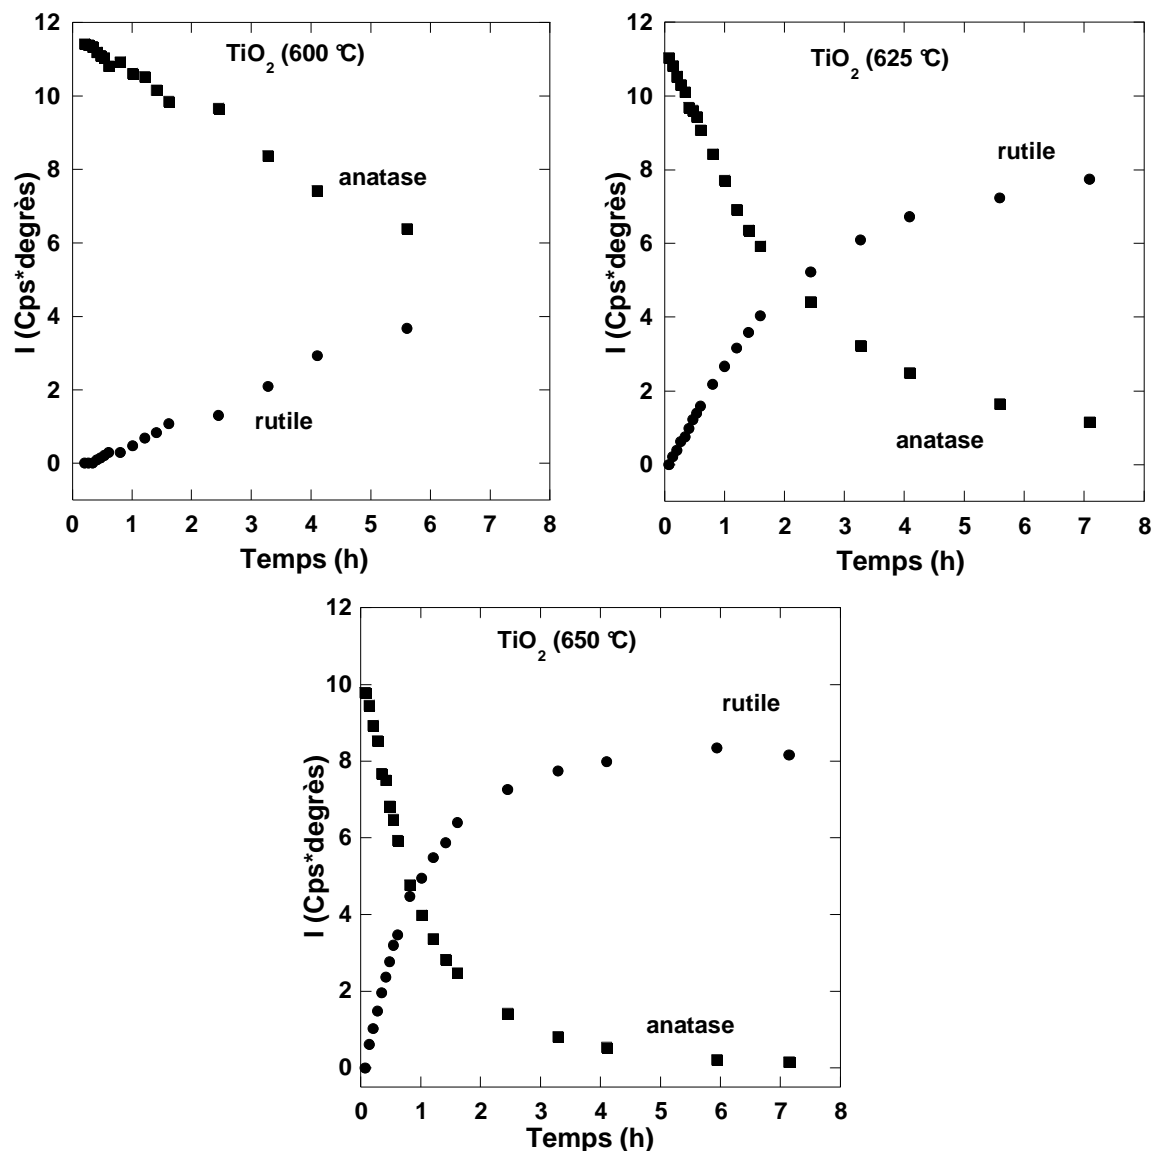 TiO2 (600 °C)
12
10
8
6
4
2
0
I (Cps*degrès)
anatase
rutile
0 1 2 3 4 5 6 7 8
Temps (h)
TiO2 (625 °C)
12
10
8
6
4
2
0
I (Cps*degrès)
rutile
anatase
0 1 2 3 4 5 6 7 8
Temps (h)
TiO2 (650 °C)
12
10
8
6
4
2
0
I (Cps*degrès)
rutile
anatase
0 1 2 3 4 5 6 7 8
Temps (h)